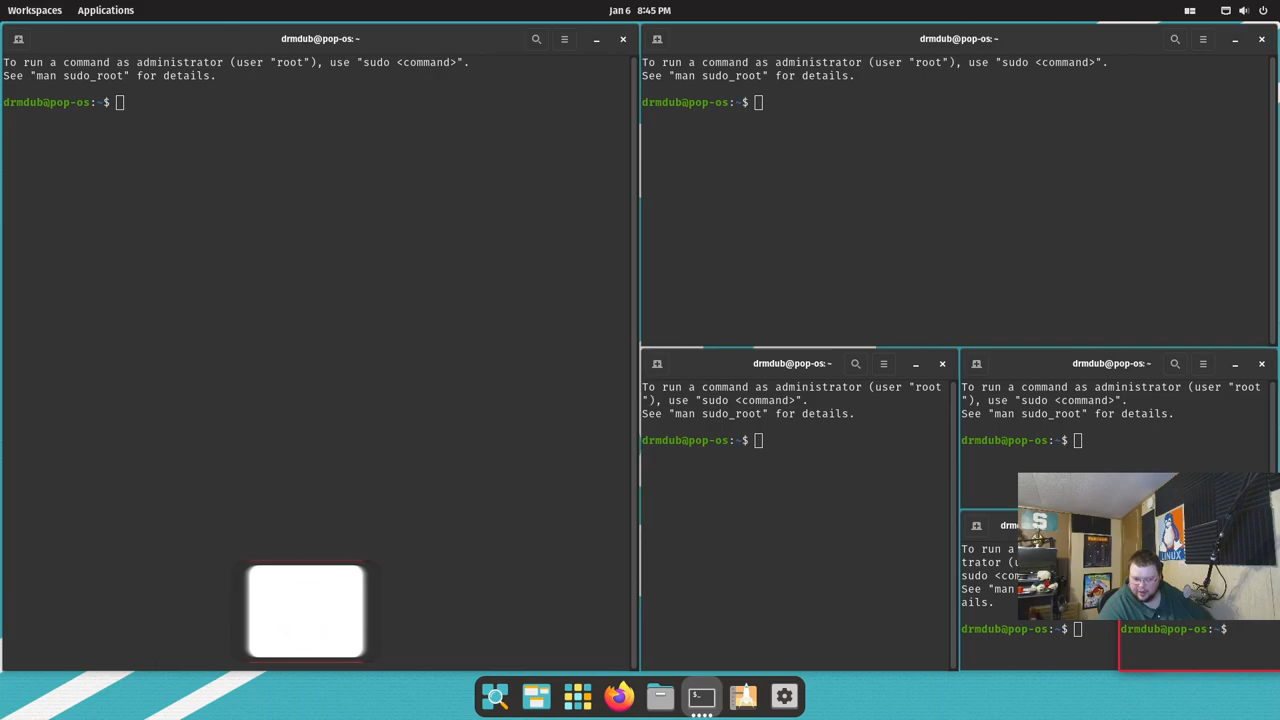 Workspaces Applications Jan 6 8:45 PM
drmdub@pop-os: ~
To run a command as administrator (user "root"), use "sudo <command>".
See "man sudo_root" for details.
drmdub@pop-os:~$
drmdub@pop-os: ~
To run a command as administrator (user "root"), use "sudo <command>".
See "man sudo_root" for details.
drmdub@pop-os:~$
drmdub@pop-os: ~
To run a command as administrator (user "root
"), use "sudo <command>".
See "man sudo_root" for details.
drmdub@pop-os:~$
drmdub@pop-os: ~
To run a command as administrator (user "root
"), use "sudo <command>".
See "man sudo_root" for details.
drmdub@pop-os:~$
To run a
trator (u
sudo <com
See "man
ails.
drmdub@pop-os:~$
drmdub@pop-os:~$
S
LINUX